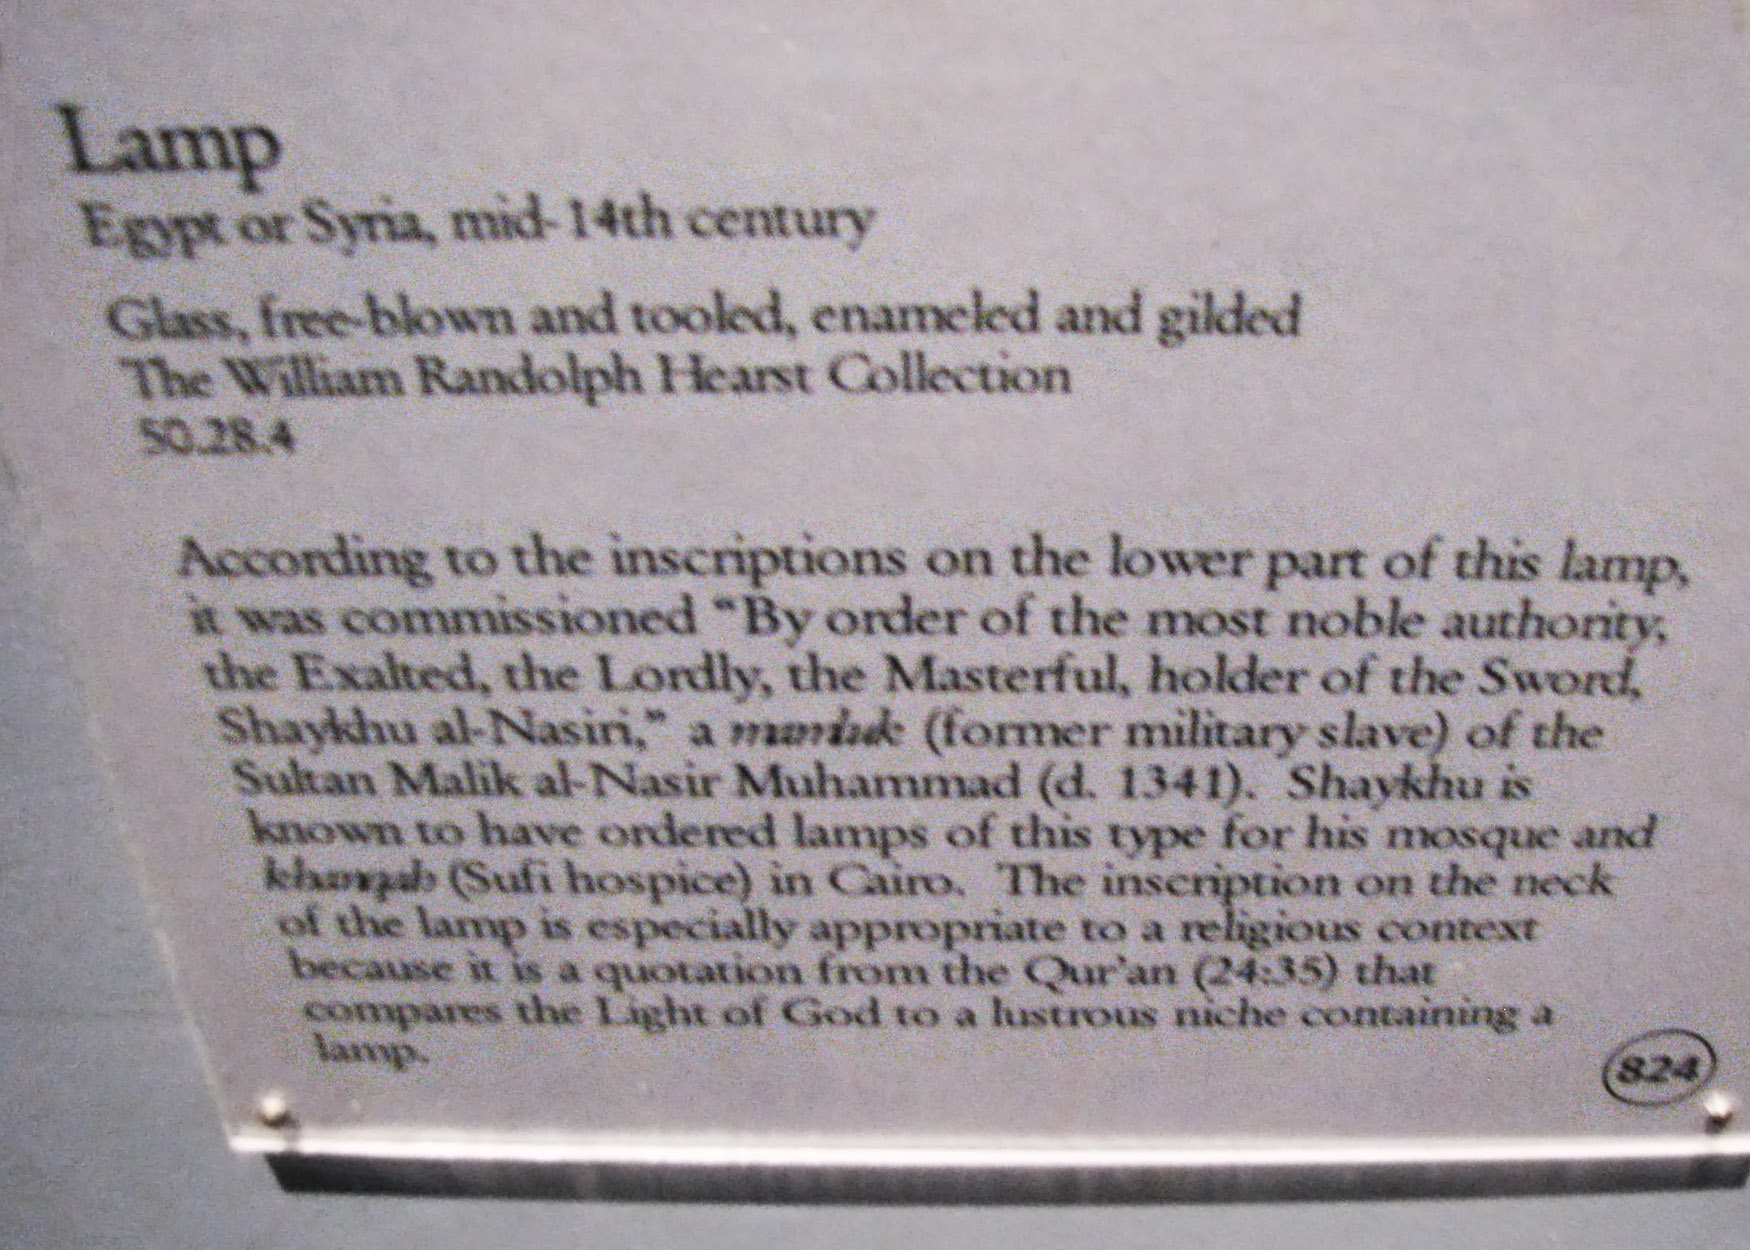 Lamp
Egypt or Syria, mid-14th century
Glass, free-blown and tooled, enameled and gilded
The William Randolph Hearst Collection
50.28.4
According to the inscriptions on the lower part of this lamp,
it was commissioned "By order of the most noble authority,
the Exalted, the Lordly, the Masterful, holder of the Sword,
Shaykhu al-Nasiri," a mamluk (former military slave) of the
Sultan Malik al-Nasir Muhammad (d. 1341). Shaykhu is
known to have ordered lamps of this type for his mosque and
khanqah (Sufi hospice) in Cairo. The inscription on the neck
of the lamp is especially appropriate to a religious context
because it is a quotation from the Qur'an (24:35) that
compares the Light of God to a lustrous niche containing a
lamp.
824